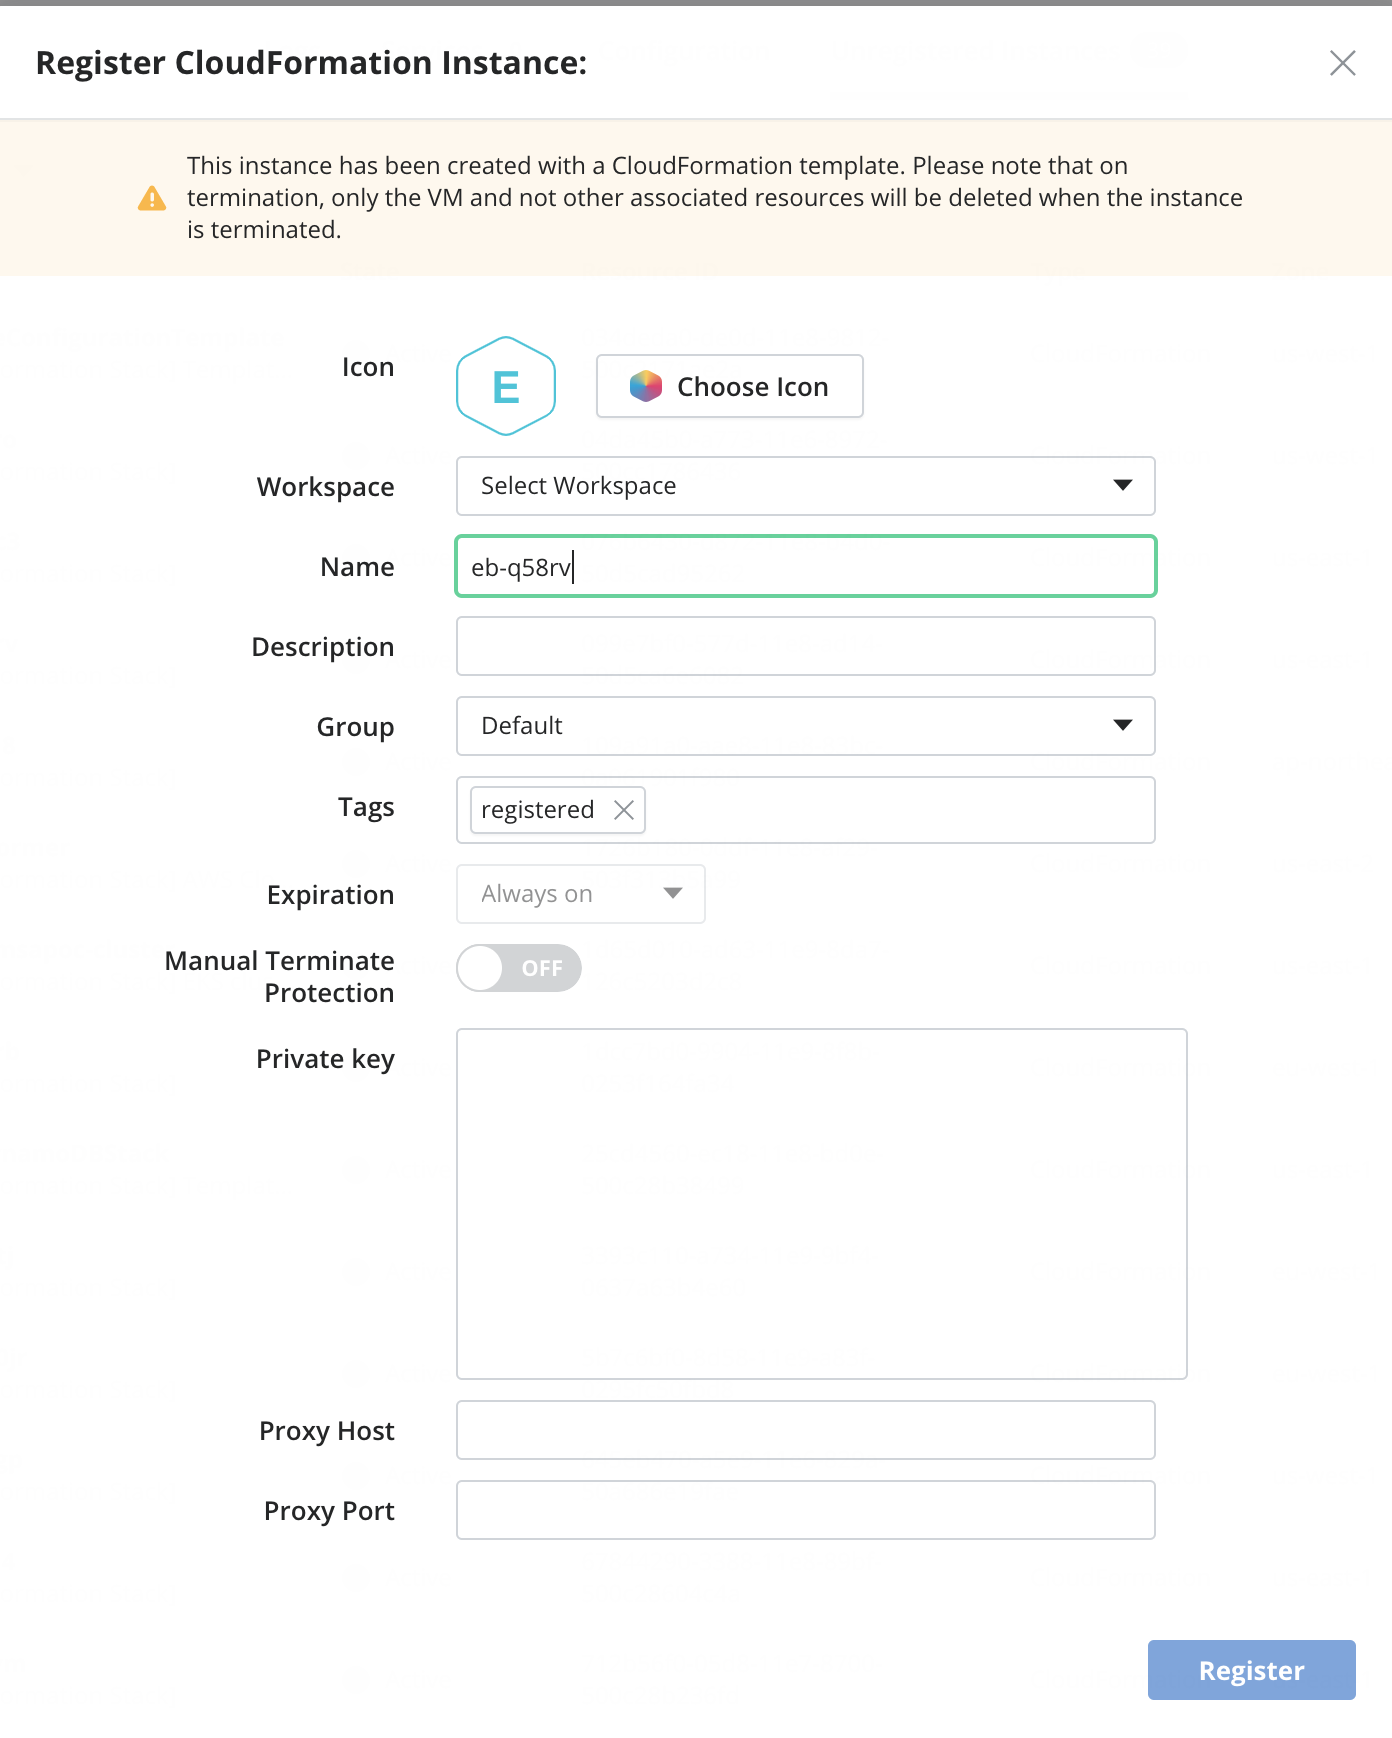 Register CloudFormation Instance:
This instance has been created with a CloudFormation template. Please note that on
termination, only the VM and not other associated resources will be deleted when the instance
is terminated.
Icon
E
Choose Icon
Workspace
Select Workspace
Name
eb-q58rv
Description
Group
Default
Tags
registered
Expiration
Always on
Manual Terminate
Protection
OFF
Private key
Proxy Host
Proxy Port
Register